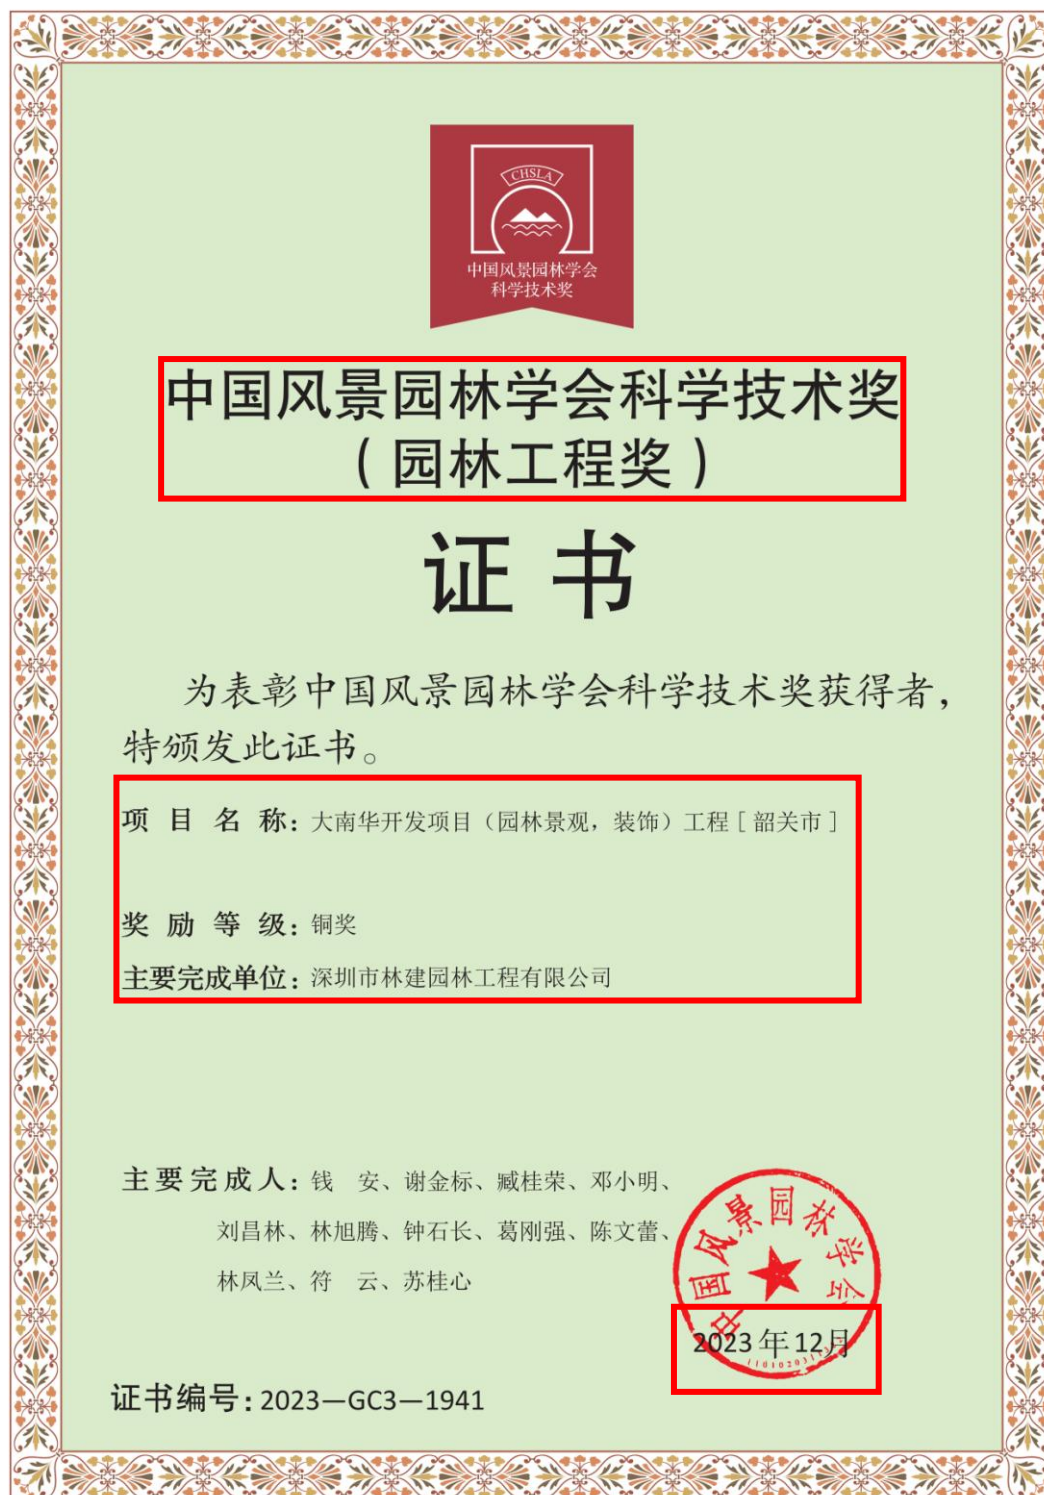 CHSLA
中国风景园林学会
科学技术奖
中国风景园林学会科学技术奖
（园林工程奖）
证书
为表彰中国风景园林学会科学技术奖获得者，
特颁发此证书。
项目名称：大南华开发项目（园林景观，装饰）工程［韶关市］
奖励等级：铜奖
主要完成单位：深圳市林建园林工程有限公司
主要完成人：钱 安、谢金标、臧桂荣、邓小明、
刘昌林、林旭腾、钟石长、葛刚强、陈文蕾、
林凤兰、符 云、苏桂心
中国风景园林学会
2023年12月
证书编号：2023—GC3—1941